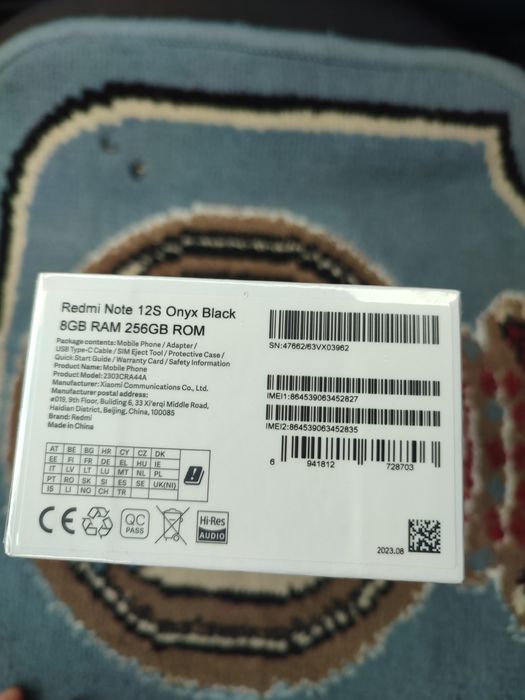 Redmi Note 12S Onyx Black
8GB RAM 256GB ROM
Package contents: Mobile Phone / Adapter /
USB Type-C Cable / SIM Eject Tool / Protective Case /
Quick Start Guide / Warranty Card / Safety Information
Product Name: Mobile Phone
Product Model: 2303CRA44A
Manufacturer: Xiaomi Communications Co., Ltd.
#019, 9th Floor, Building 6, 33 Xi'erqi Middle Road,
Haidian District, Beijing, China, 100085
Brand: Redmi
Made in China
SN:47662/63VX03962
IMEI1:864539063452827
IMEI2:864539063452835
6 941812 728703
AT BE BG HR CY CZ DK
EE FI FR DE EL HU IE
IT LV LT LU MT NL PL
PT RO SK SI ES SE UK(NI)
IS LI NO CH TR
CE
QC
PASS
Hi-Res
AUDIO
2023.08